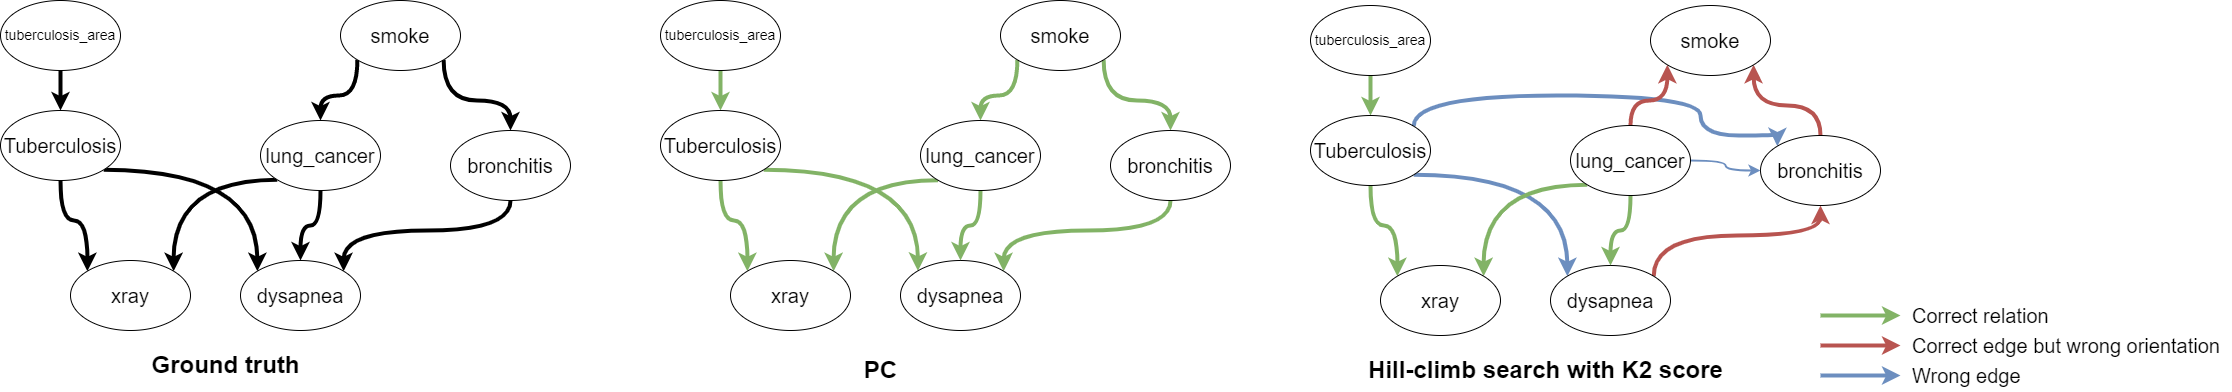 tuberculosis_area
smoke
Tuberculosis
lung_cancer
bronchitis
xray
dysapnea
Ground truth
tuberculosis_area
smoke
Tuberculosis
lung_cancer
bronchitis
xray
dysapnea
PC
tuberculosis_area
smoke
Tuberculosis
lung_cancer
bronchitis
xray
dysapnea
Hill-climb search with K2 score
Correct relation
Correct edge but wrong orientation
Wrong edge